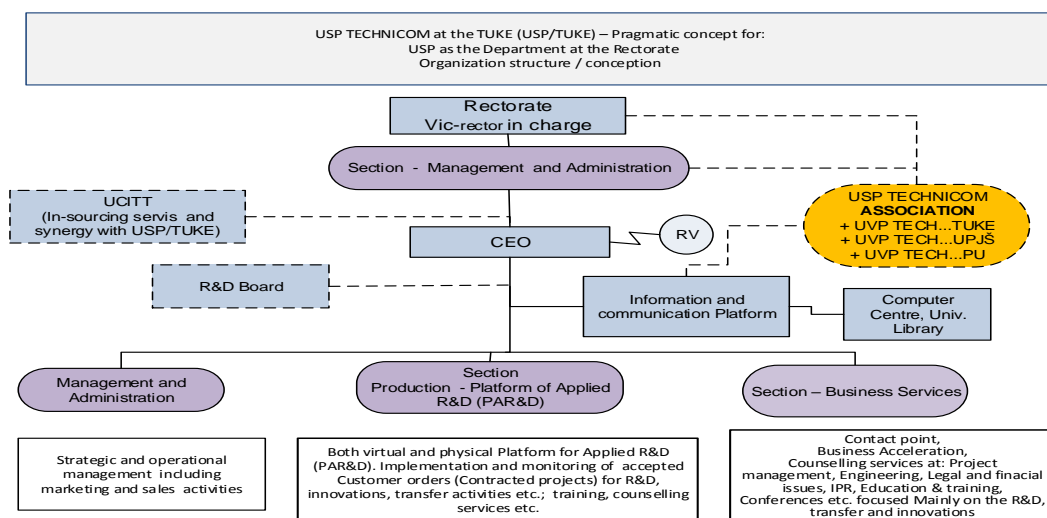 USP TECHNICOM at the TUKE (USP/TUKE) – Pragmatic concept for:
USP as the Department at the Rectorate
Organization structure / conception
Rectorate
Vic-rector in charge
Section - Management and Administration
UCITT
(In-sourcing servis and
synergy with USP/TUKE)
USP TECHNICOM
ASSOCIATION
+ UVP TECH...TUKE
+ UVP TECH...UPJŠ
+ UVP TECH...PU
CEO
RV
R&D Board
Information and
communication Platform
Computer
Centre, Univ.
Library
Management and
Administration
Section
Production - Platform of Applied
R&D (PAR&D)
Section – Business Services
Strategic and operational
management including
marketing and sales activities
Both virtual and physical Platform for Applied R&D
(PAR&D). Implementation and monitoring of accepted
Customer orders (Contracted projects) for R&D,
innovations, transfer activities etc.; training, counselling
services etc.
Contact point,
Business Acceleration,
Counselling services at: Project
management, Engineering, Legal and finacial
issues, IPR, Education & training,
Conferences etc. focused Mainly on the R&D,
transfer and innovations